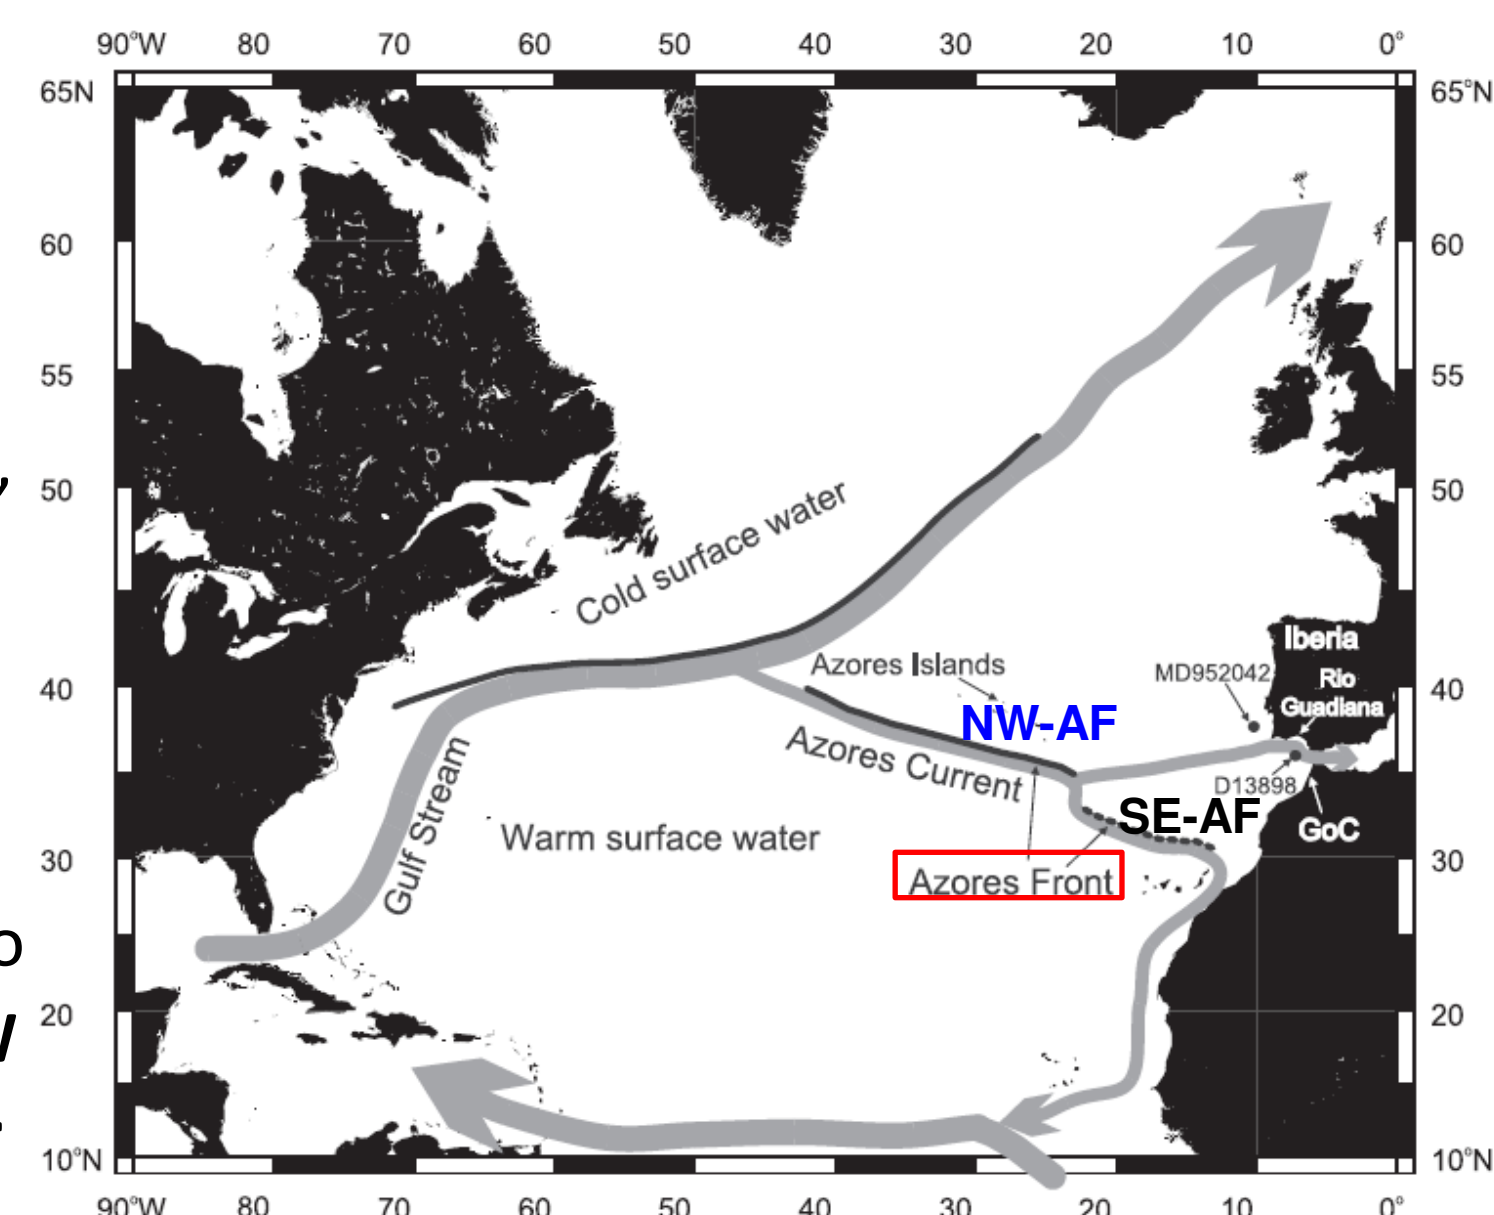 90°W 80 70 60 50 40 30 20 10 0°
65N 65°N
60 60
55 55
,
50 50
Cold surface water
Iberia
Azores Islands
MD952042
Rio
40 40
Guadiana
NW-AF
Azores Current
D13898
SE-AF
Gulf Stream
Warm surface water
GoC
30 30
Azores Front
o
20 20
10°N 10°N
90°W 80 70 60 50 40 30 20 10 0°